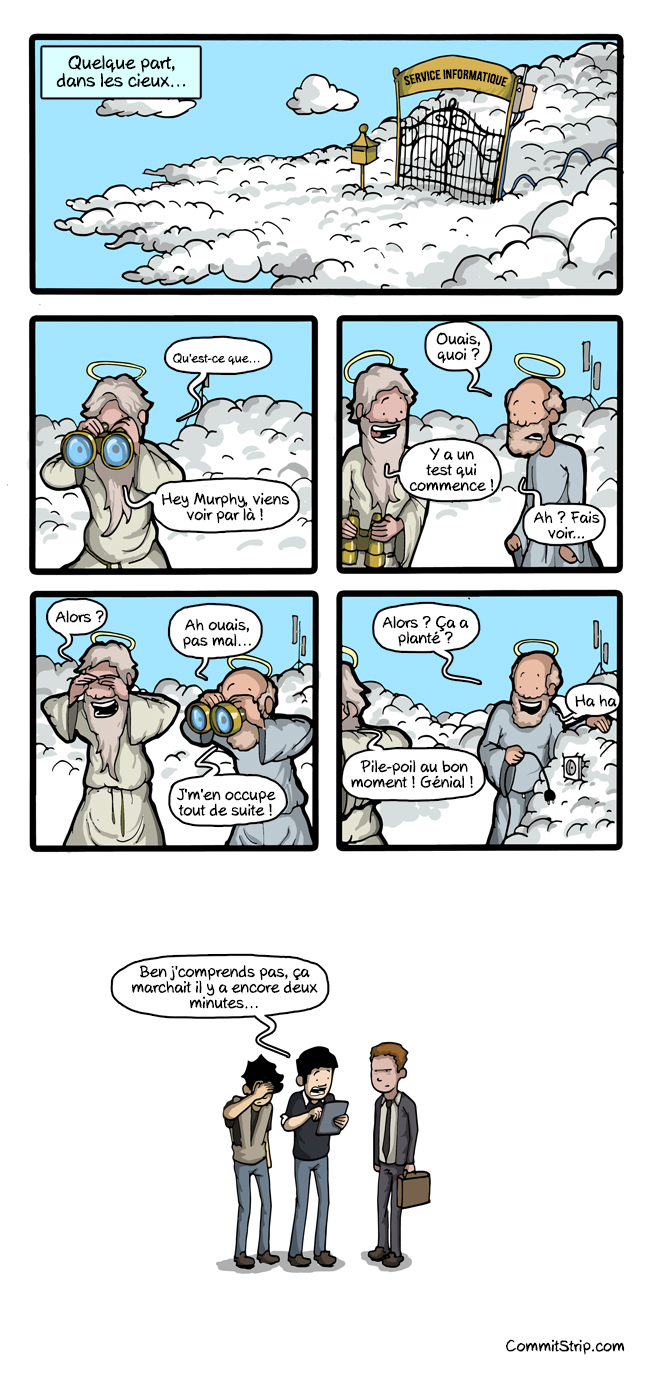 Quelque part,
dans les cieux...
SERVICE INFORMATIQUE
Qu'est-ce que...
Hey Murphy, viens
voir par là !
Ouais,
quoi ?
Y a un
test qui
commence !
Ah ? Fais
voir...
Alors ?
Ah ouais,
pas mal...
J'm'en occupe
tout de suite !
Alors ? Ça a
planté ?
Ha ha
Pile-poil au bon
moment ! Génial !
Ben j'comprends pas, ça
marchait il y a encore deux
minutes...
CommitStrip.com